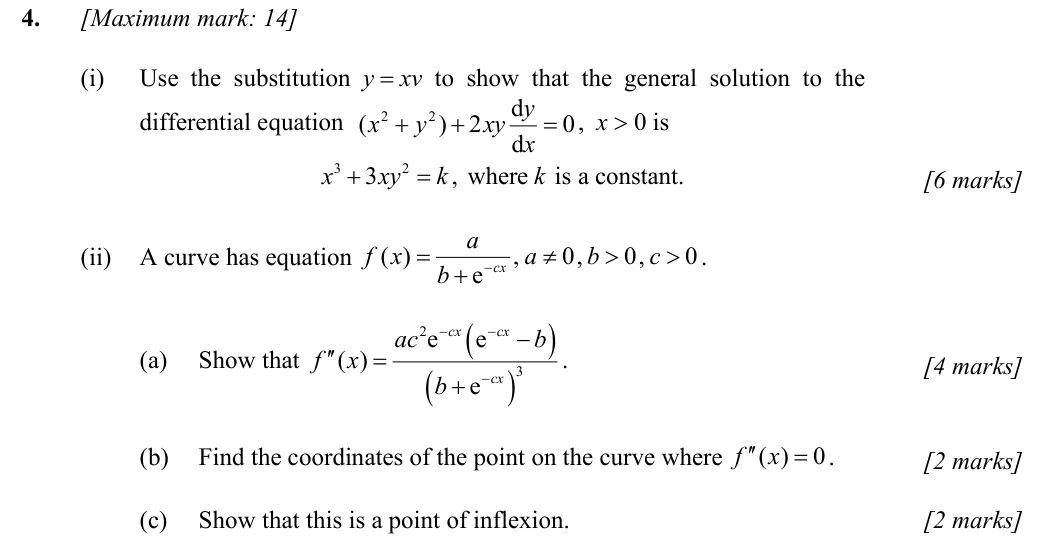 4. [Maximum mark: 14]
(i) Use the substitution y = xv to show that the general solution to the
differential equation (x² + y²) + 2xy dy/dx = 0, x > 0 is
x³ + 3xy² = k, where k is a constant. [6 marks]
(ii) A curve has equation f(x) = a/(b + e^(−cx)), a ≠ 0, b > 0, c > 0.
(a) Show that f″(x) = ac²e^(−cx)(e^(−cx) − b)/(b + e^(−cx))³. [4 marks]
(b) Find the coordinates of the point on the curve where f″(x) = 0. [2 marks]
(c) Show that this is a point of inflexion. [2 marks]